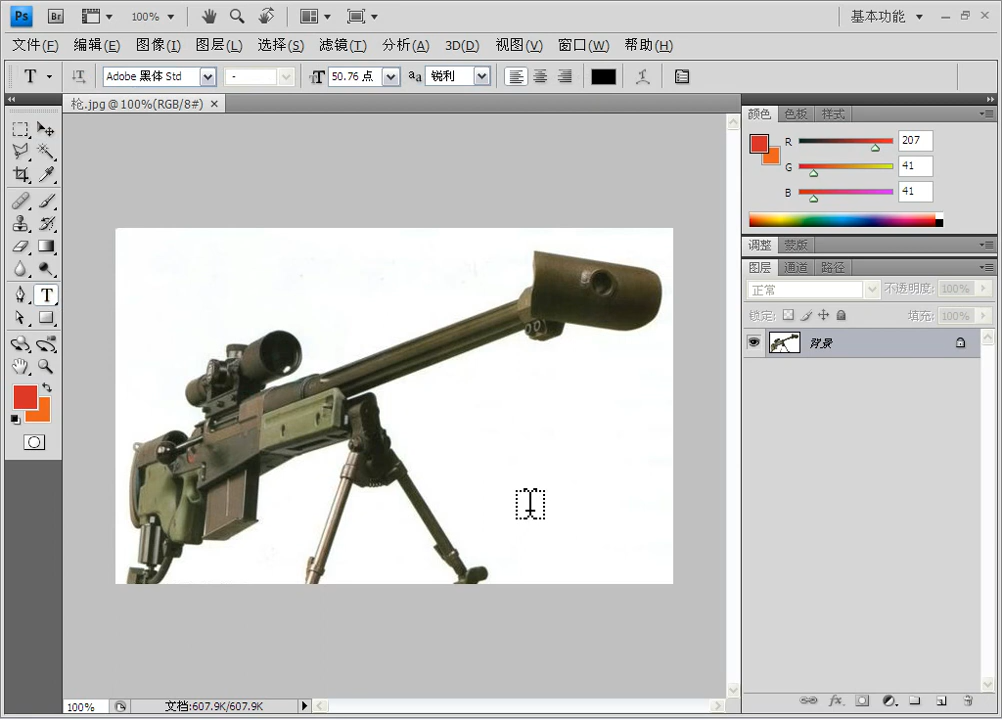 Ps Br 100% 基本功能
文件(F) 编辑(E) 图像(I) 图层(L) 选择(S) 滤镜(T) 分析(A) 3D(D) 视图(V) 窗口(W) 帮助(H)
T T Adobe 黑体 Std - T 50.76 点 aa 锐利
枪.jpg @ 100%(RGB/8#) ×
颜色 色板 样式
R 207
G 41
B 41
调整 蒙版
图层 通道 路径
正常 不透明度: 100%
锁定: 填充: 100%
背景
T
100% 文档:607.9K/607.9K
fx.